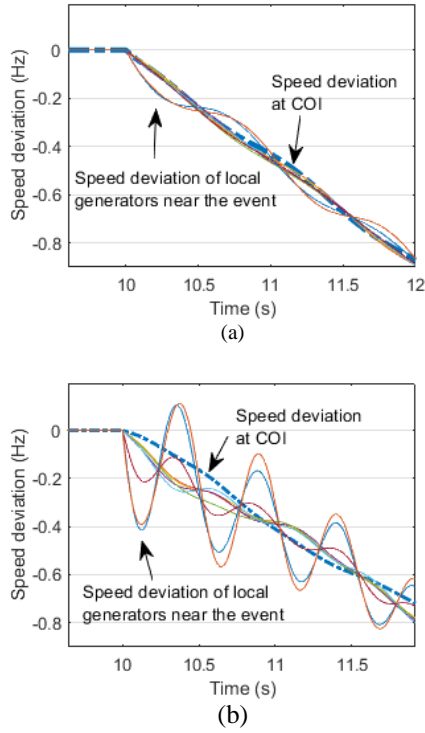 0
-0.2
-0.4
-0.6
-0.8
Speed deviation (Hz)
Speed deviation
at COI
Speed deviation of local
generators near the event
10
10.5
11
11.5
12
Time (s)
(a)
0
-0.2
-0.4
-0.6
-0.8
Speed deviation (Hz)
Speed deviation
at COI
Speed deviation of local
generators near the event
10
10.5
11
11.5
Time (s)
(b)